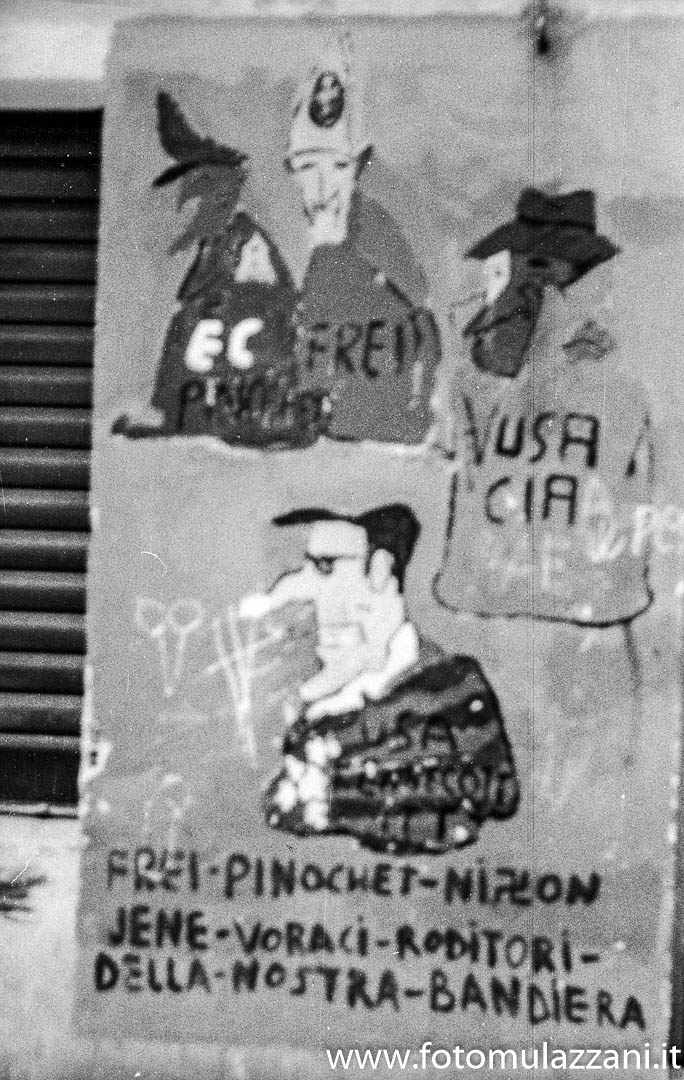 EC
FREI
USA
CIA
USA
FREI-PINOCHET-NIXON
JENE-VORACI-RODITORI-
DELLA-NOSTRA-BANDIERA
www.fotomulazzani.it